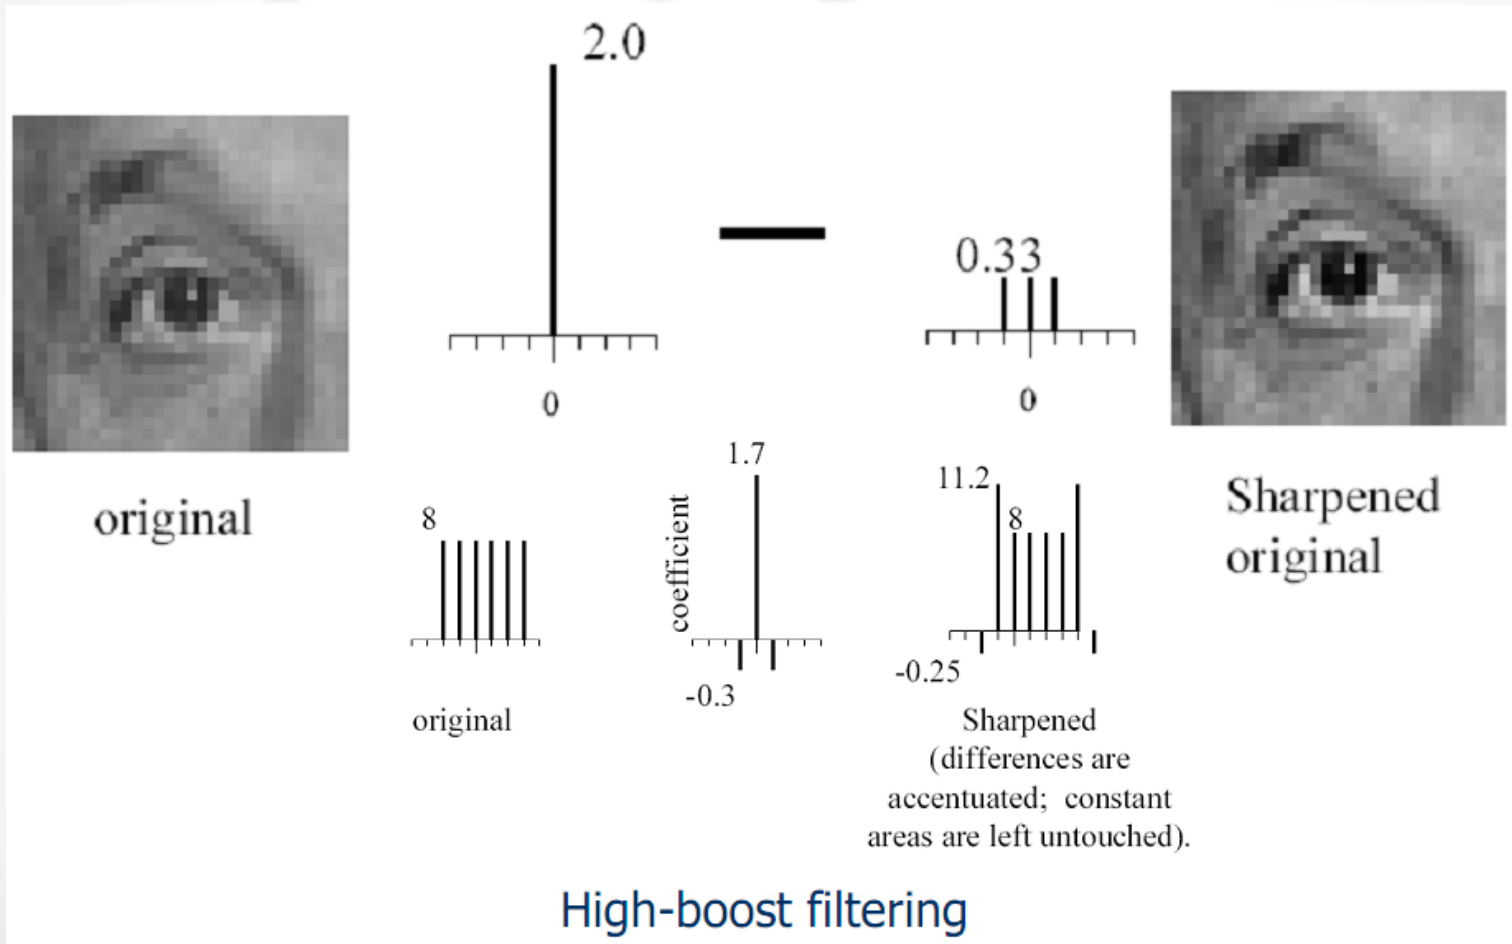 2.0
0.33
0
0
original
Sharpened
original
8
1.7
coefficient
-0.3
11.2
8
-0.25
original
Sharpened
(differences are
accentuated; constant
areas are left untouched).
High-boost filtering